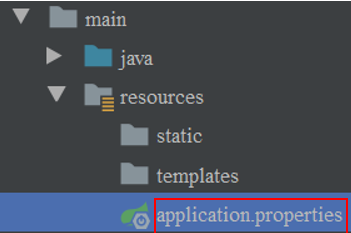 main
java
resources
static
templates
application.properties